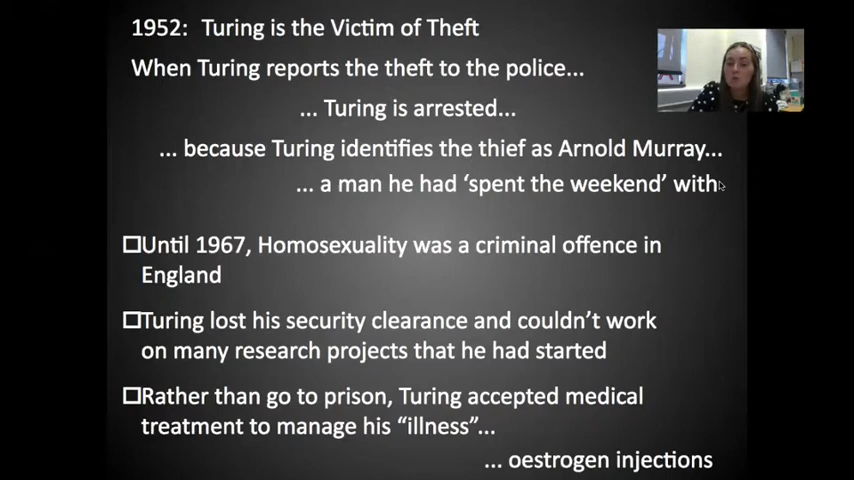 1952: Turing is the Victim of Theft
When Turing reports the theft to the police...
... Turing is arrested...
... because Turing identifies the thief as Arnold Murray...
... a man he had ‘spent the weekend’ with
Until 1967, Homosexuality was a criminal offence in
England
Turing lost his security clearance and couldn’t work
on many research projects that he had started
Rather than go to prison, Turing accepted medical
treatment to manage his “illness”...
... oestrogen injections